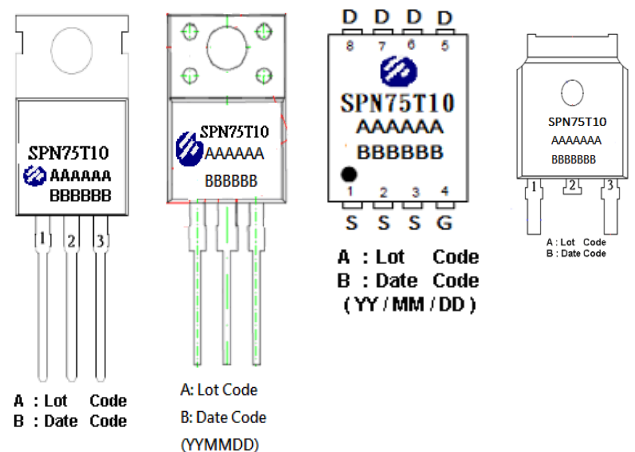 SPN75T10
AAAAAA
BBBBBB
1 2 3
A : Lot Code
B : Date Code
SPN75T10
AAAAAA
BBBBBB
A: Lot Code
B: Date Code
(YYMMDD)
D D D D
8 7 6 5
SPN75T10
AAAAAA
BBBBBB
1 2 3 4
S S S G
A : Lot Code
B : Date Code
(YY/MM/DD)
SPN75T10
AAAAAAA
BBBBBBB
1 2 3
A : Lot Code
B : Date Code